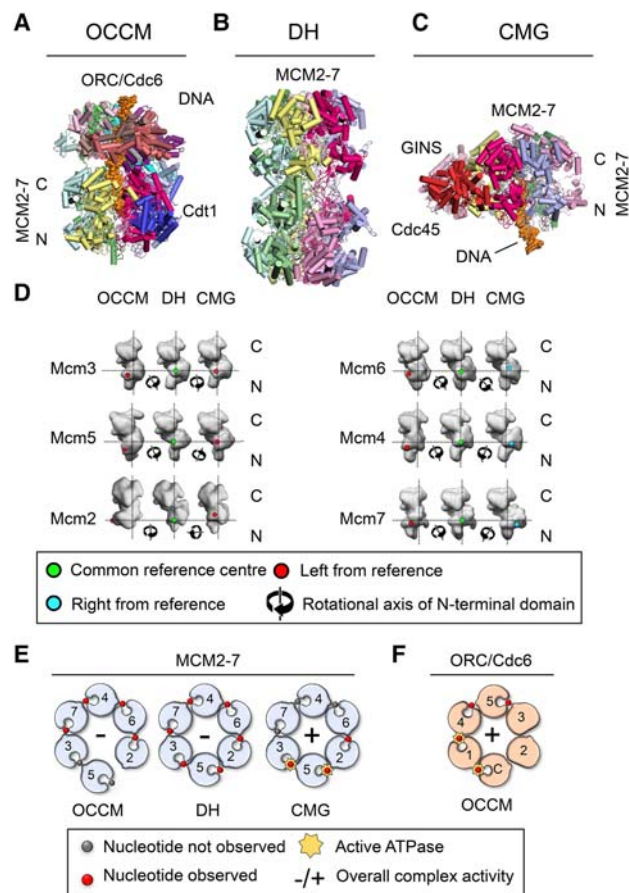 A
OCCM
ORC/Cdc6
DNA
MCM2-7
C
N
Cdt1
B
DH
MCM2-7
C
CMG
MCM2-7
GINS
C
N
MCM2-7
Cdc45
DNA
D
OCCM DH CMG
Mcm3
C
N
Mcm5
C
N
Mcm2
C
N
OCCM DH CMG
Mcm6
C
N
Mcm4
C
N
Mcm7
C
N
Common reference centre
Left from reference
Right from reference
Rotational axis of N-terminal domain
E
MCM2-7
4
7
6
-
3
2
5
OCCM
4
7
6
-
3
2
5
DH
4
7
6
+
3
2
5
CMG
F
ORC/Cdc6
5
4
3
+
1
2
C
OCCM
Nucleotide not observed
Active ATPase
Nucleotide observed
-/+ Overall complex activity